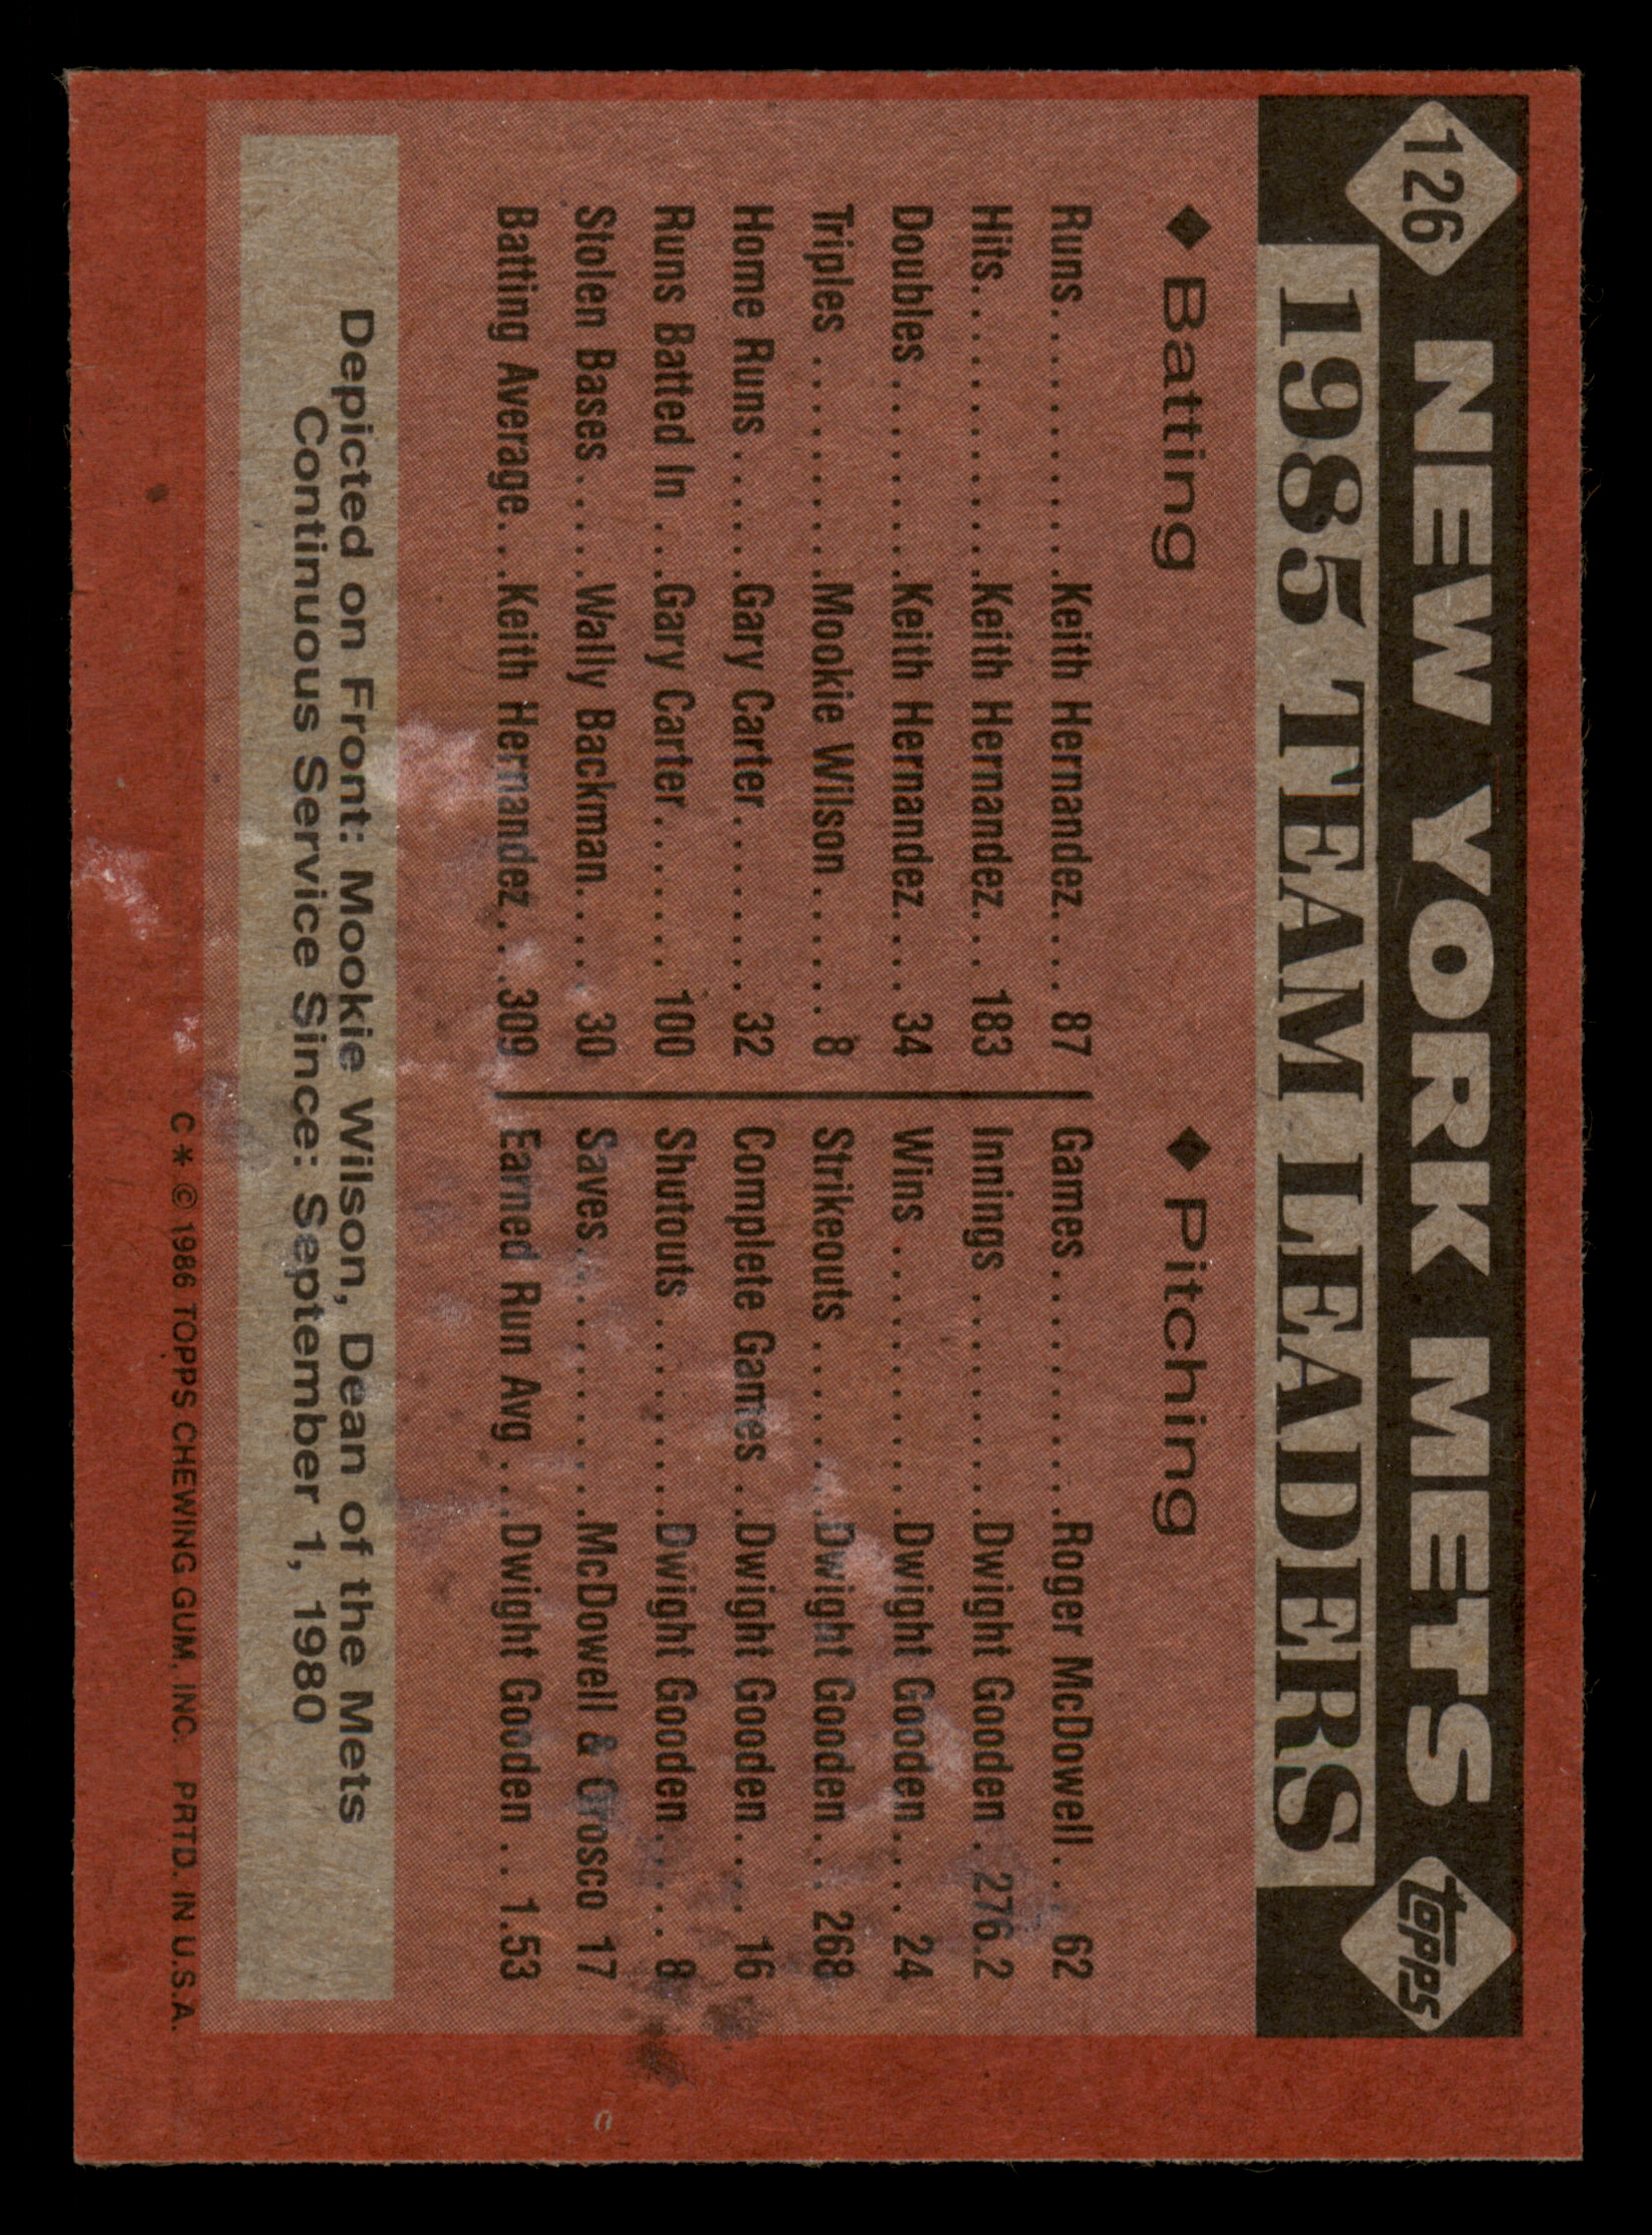 126 NEW YORK METS topps
1985 TEAM LEADERS
◆ Batting
Runs..........Keith Hernandez... 87
Hits............Keith Hernandez.. 183
Doubles........Keith Hernandez... 34
Triples.........Mookie Wilson...... 8
Home Runs.....Gary Carter....... 32
Runs Batted In...Gary Carter....... 100
Stolen Bases.....Wally Backman.... 30
Batting Average...Keith Hernandez...309
◆ Pitching
Games..........Roger McDowell.. 62
Innings.........Dwight Gooden. 276.2
Wins...........Dwight Gooden.... 24
Strikeouts.......Dwight Gooden... 268
Complete Games..Dwight Gooden... 16
Shutouts........Dwight Gooden.... 8
Saves..........McDowell & Orosco 17
Earned Run Avg...Dwight Gooden.. 1.53
Depicted on Front: Mookie Wilson, Dean of the Mets
Continuous Service Since: September 1, 1980
C * © 1986 TOPPS CHEWING GUM, INC. PRTD. IN U.S.A.